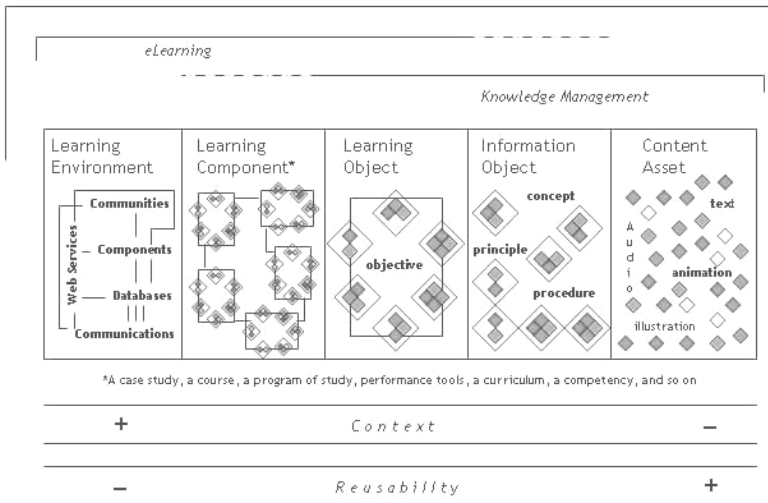 eLearning
Knowledge Management
Learning Environment
Communities
Components
Databases
Communications
Web Services
Learning Component*
Learning Object
objective
Information Object
concept
principle
procedure
Content Asset
text
Audio
animation
illustration
*A case study, a course, a program of study, performance tools, a curriculum, a competency, and so on
+ Context –
– Reusability +